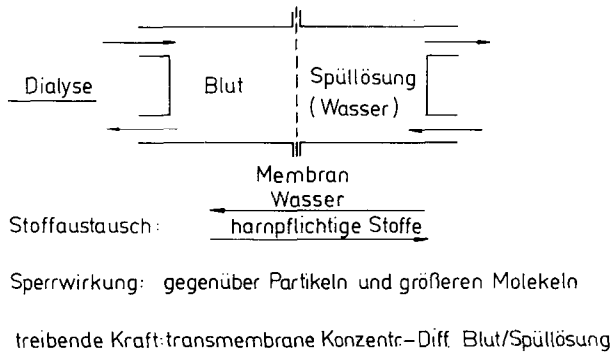 Dialyse
Blut
Spüllösung
(Wasser)
Membran
Wasser
Stoffaustausch: harnpflichtige Stoffe
Sperrwirkung: gegenüber Partikeln und größeren Molekeln
treibende Kraft: transmembrane Konzentr.-Diff. Blut/Spüllösung